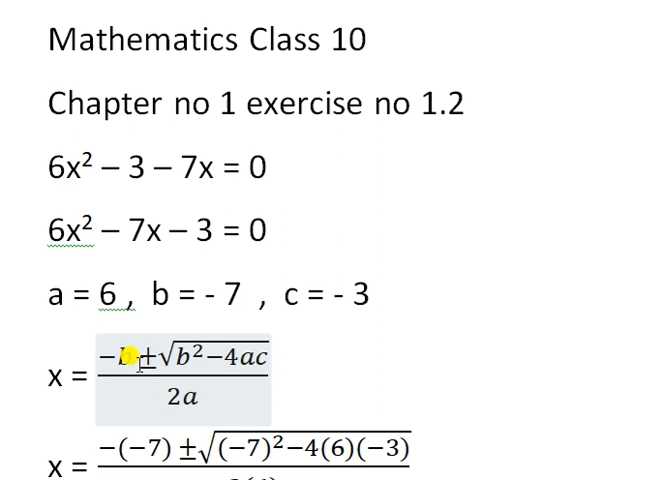 Mathematics Class 10
Chapter no 1 exercise no 1.2
6x² – 3 – 7x = 0
6x² – 7x – 3 = 0
a = 6 , b = - 7 , c = - 3
x = \frac{-b ± √(b²−4ac)}{2a}
x = −(−7) ±√((−7)²−4(6)(−3))